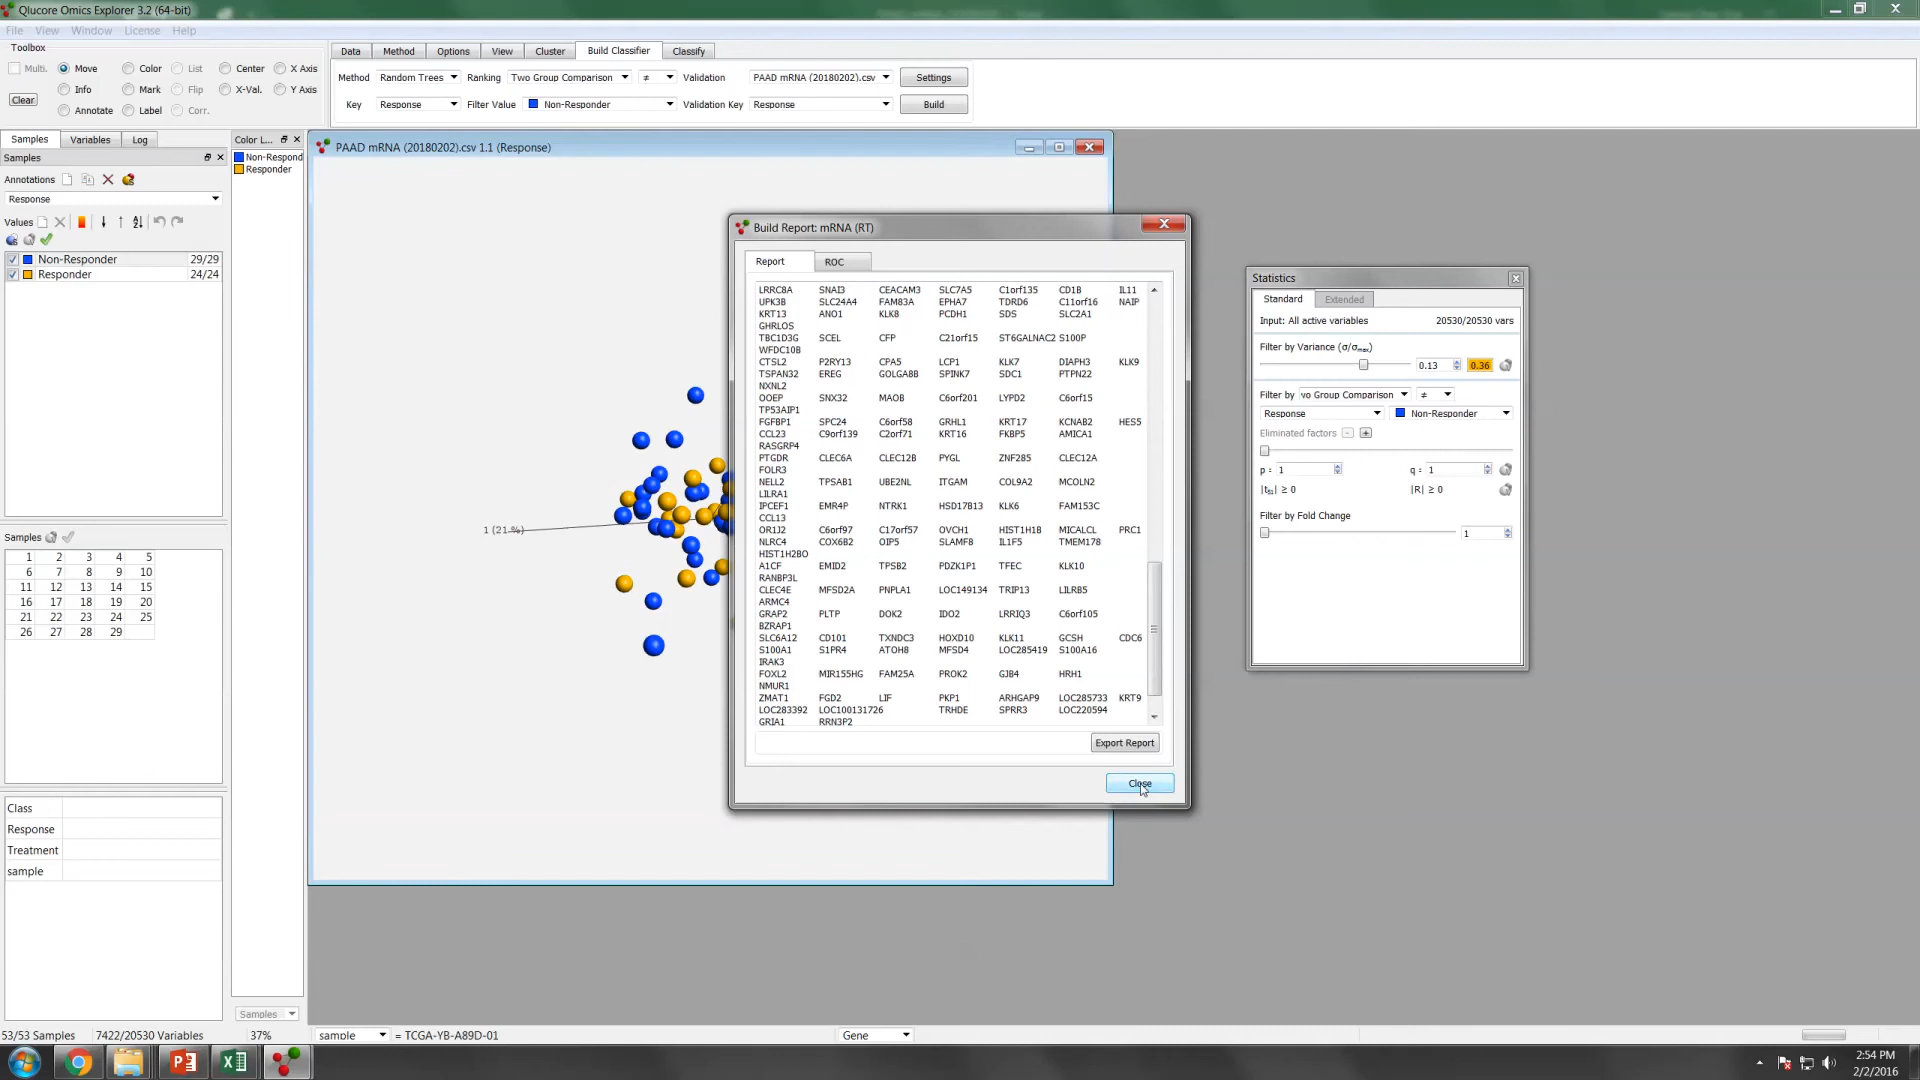 Qlucore Omics Explorer 3.2 (64-bit)
File View Window License Help
Toolbox
Multi. Move Color List Center X Axis
Info Mark Flip X-Val. Y Axis
Clear Annotate Label Corr.
Data Method Options View Cluster Build Classifier Classify
Method Random Trees Ranking Two Group Comparison ≠ Validation PAAD mRNA (20180202).csv Settings
Key Response Filter Value Non-Responder Validation Key Response Build
Samples Variables Log
Samples
Annotations
Response
Values
Non-Responder 29/29
Responder 24/24
Samples
1 2 3 4 5
6 7 8 9 10
11 12 13 14 15
16 17 18 19 20
21 22 23 24 25
26 27 28 29
Class
Response
Treatment
sample
Color L...
Non-Respond
Responder
Samples
PAAD mRNA (20180202).csv 1.1 (Response)
1 (21 %)
Build Report: mRNA (RT)
Report ROC
LRRC8A SNAI3 CEACAM3 SLC7A5 C1orf135 CD1B IL11
UPK3B SLC24A4 FAM83A EPHA7 TDRD6 C11orf16 NAIP
KRT13 ANO1 KLK8 PCDH1 SDS SLC2A1
GHRLOS
TBC1D3G SCEL CFP C21orf15 ST6GALNAC2 S100P
WFDC10B
CTSL2 P2RY13 CPA5 LCP1 KLK7 DIAPH3 KLK9
TSPAN32 EREG GOLGA8B SPINK7 SDC1 PTPN22
NXNL2
OOEP SNX32 MAOB C6orf201 LYPD2 C6orf15
TP53AIP1
FGFBP1 SPC24 C6orf58 GRHL1 KRT17 KCNAB2 HES5
CCL23 C9orf139 C2orf71 KRT16 FKBP5 AMICA1
RASGRP4
PTGDR CLEC6A CLEC12B PYGL ZNF285 CLEC12A
FOLR3
NELL2 TPSAB1 UBE2NL ITGAM COL9A2 MCOLN2
LILRA1
IPCEF1 EMR4P NTRK1 HSD17B13 KLK6 FAM153C
CCL13
OR1J2 C6orf97 C17orf57 OVCH1 HIST1H1B MICALCL PRC1
NLRC4 COX6B2 OIP5 SLAMF8 IL1F5 TMEM178
HIST1H2BO
A1CF EMID2 TPSB2 PDZK1P1 TFEC KLK10
RANBP3L
CLEC4E MFSD2A PNPLA1 LOC149134 TRIP13 LILRB5
ARMC4
GRAP2 PLTP DOK2 IDO2 LRRIQ3 C6orf105
BZRAP1
SLC6A12 CD101 TXNDC3 HOXD10 KLK11 GCSH CDC6
S100A1 S1PR4 ATOH8 MFSD4 LOC285419 S100A16
IRAK3
FOXL2 MIR155HG FAM25A PROK2 GJB4 HRH1
NMUR1
ZMAT1 FGD2 LIF PKP1 ARHGAP9 LOC285733 KRT9
LOC283392 LOC100131726 TRHDE SPRR3 LOC220594
GRIA1 RRN3P2
Export Report
Close
Statistics
Standard Extended
Input: All active variables 20530/20530 vars
Filter by Variance (σ/σmax)
0.13 0.36
Filter by vo Group Comparison ≠
Response Non-Responder
Eliminated factors - +
p = 1 q = 1
|t51| ≥ 0 |R| ≥ 0
Filter by Fold Change
1
53/53 Samples 7422/20530 Variables 37% sample = TCGA-YB-A89D-01 Gene
2:54 PM
2/2/2016